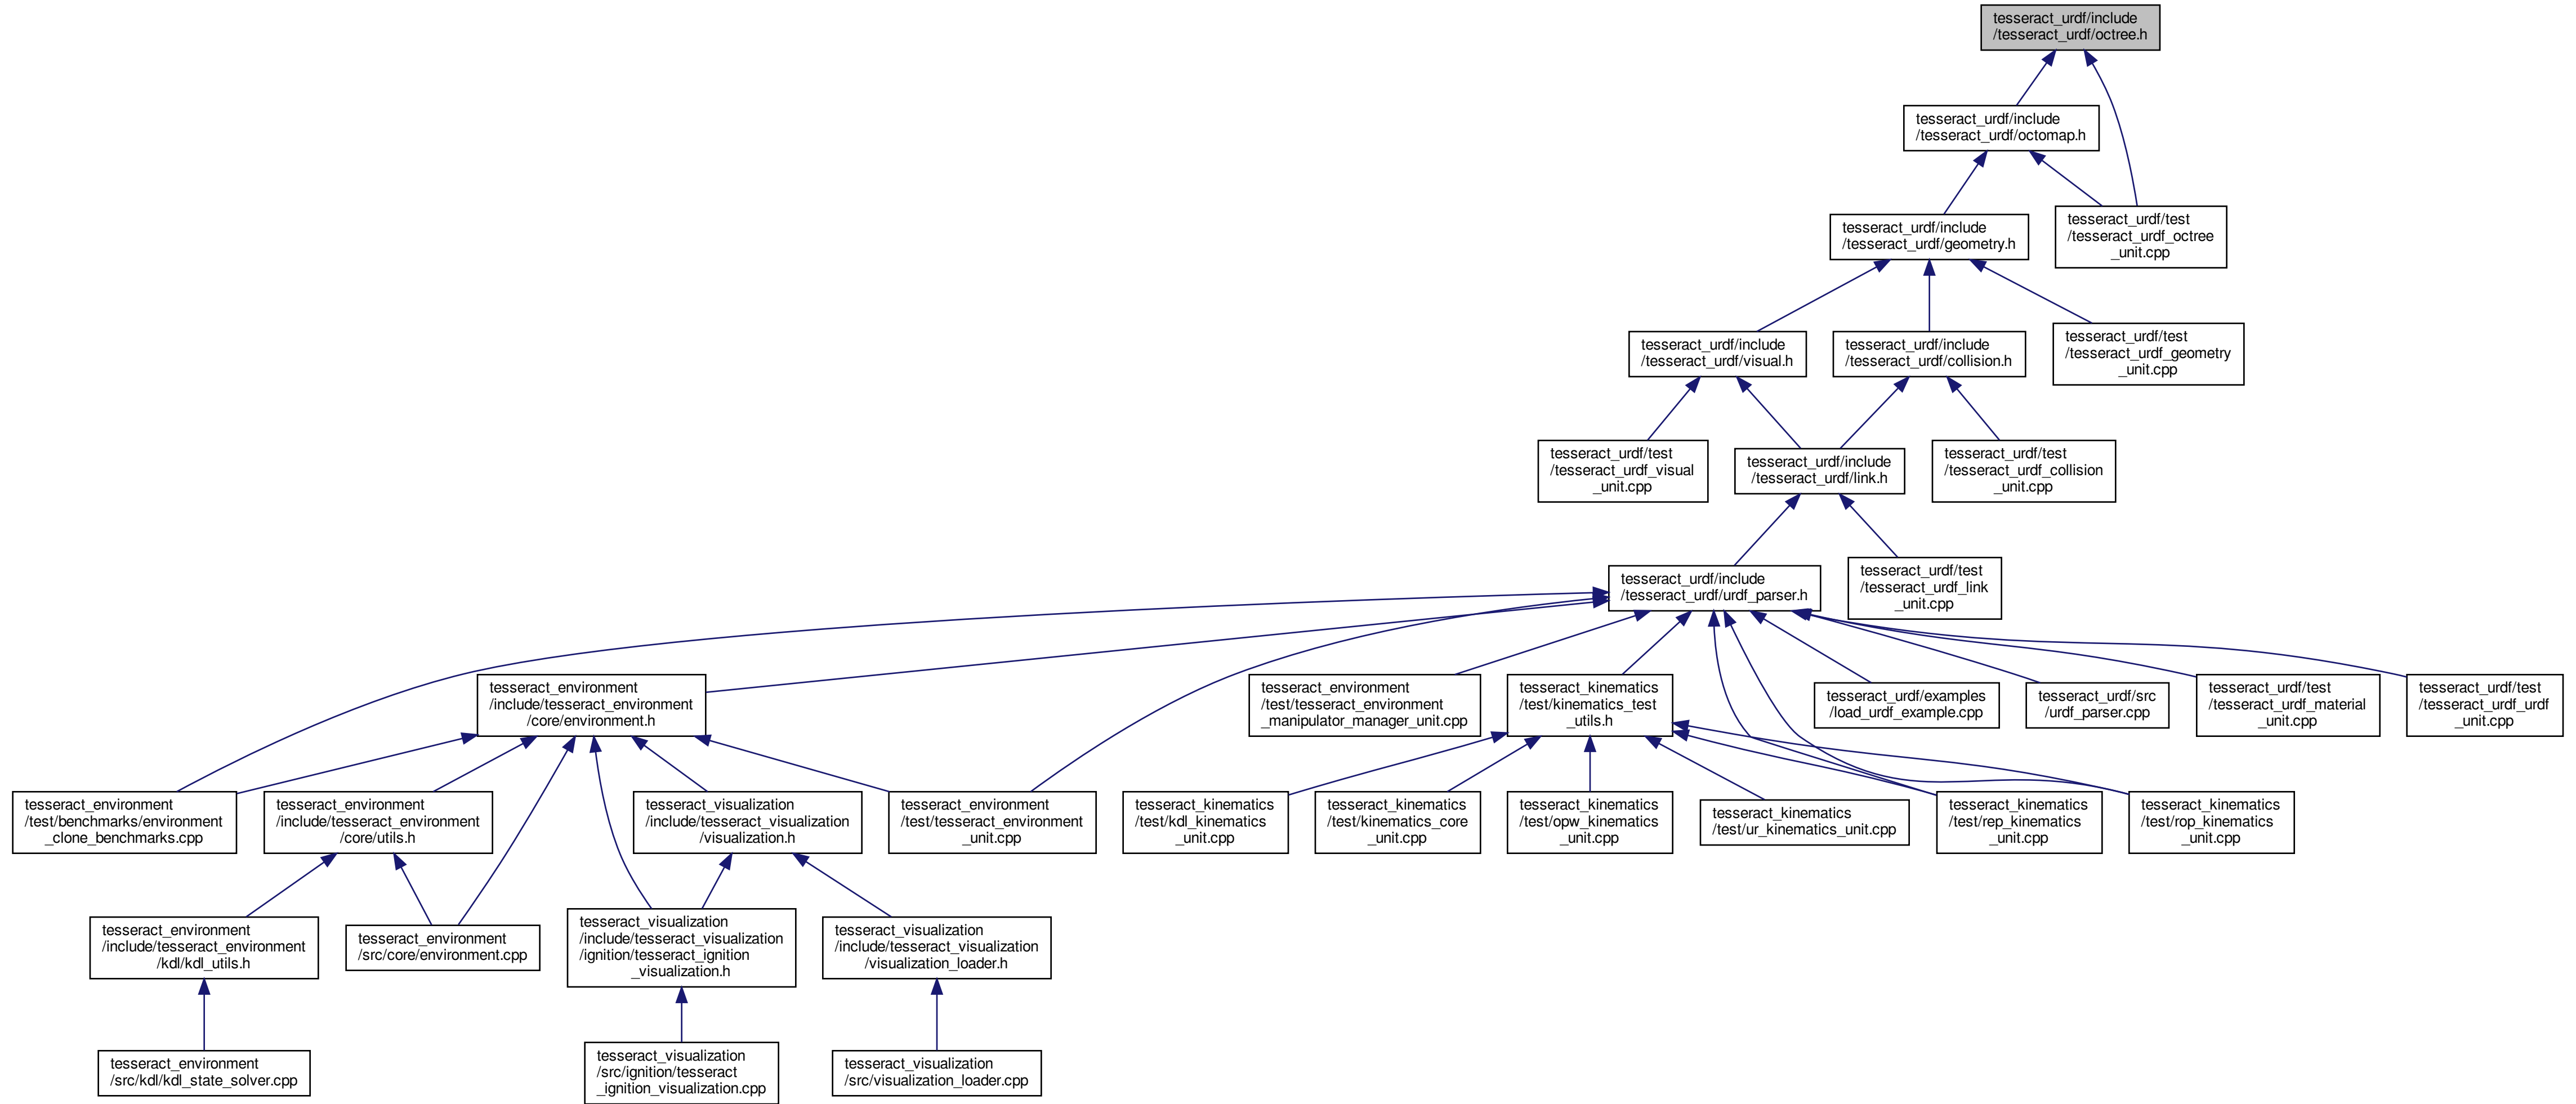 tesseract_urdf/include
/tesseract_urdf/octree.h
tesseract_urdf/include
/tesseract_urdf/octomap.h
tesseract_urdf/include
/tesseract_urdf/geometry.h
tesseract_urdf/test
/tesseract_urdf_octree
_unit.cpp
tesseract_urdf/include
/tesseract_urdf/visual.h
tesseract_urdf/include
/tesseract_urdf/collision.h
tesseract_urdf/test
/tesseract_urdf_geometry
_unit.cpp
tesseract_urdf/test
/tesseract_urdf_visual
_unit.cpp
tesseract_urdf/include
/tesseract_urdf/link.h
tesseract_urdf/test
/tesseract_urdf_collision
_unit.cpp
tesseract_urdf/include
/tesseract_urdf/urdf_parser.h
tesseract_urdf/test
/tesseract_urdf_link
_unit.cpp
tesseract_environment
/include/tesseract_environment
/core/environment.h
tesseract_environment
/test/tesseract_environment
_manipulator_manager_unit.cpp
tesseract_kinematics
/test/kinematics_test
_utils.h
tesseract_urdf/examples
/load_urdf_example.cpp
tesseract_urdf/src
/urdf_parser.cpp
tesseract_urdf/test
/tesseract_urdf_material
_unit.cpp
tesseract_urdf/test
/tesseract_urdf_urdf
_unit.cpp
tesseract_environment
/test/benchmarks/environment
_clone_benchmarks.cpp
tesseract_environment
/include/tesseract_environment
/core/utils.h
tesseract_visualization
/include/tesseract_visualization
/visualization.h
tesseract_environment
/test/tesseract_environment
_unit.cpp
tesseract_kinematics
/test/kdl_kinematics
_unit.cpp
tesseract_kinematics
/test/kinematics_core
_unit.cpp
tesseract_kinematics
/test/opw_kinematics
_unit.cpp
tesseract_kinematics
/test/ur_kinematics_unit.cpp
tesseract_kinematics
/test/rep_kinematics
_unit.cpp
tesseract_kinematics
/test/rop_kinematics
_unit.cpp
tesseract_environment
/include/tesseract_environment
/kdl/kdl_utils.h
tesseract_environment
/src/core/environment.cpp
tesseract_visualization
/include/tesseract_visualization
/ignition/tesseract_ignition
_visualization.h
tesseract_visualization
/include/tesseract_visualization
/visualization_loader.h
tesseract_environment
/src/kdl/kdl_state_solver.cpp
tesseract_visualization
/src/ignition/tesseract
_ignition_visualization.cpp
tesseract_visualization
/src/visualization_loader.cpp